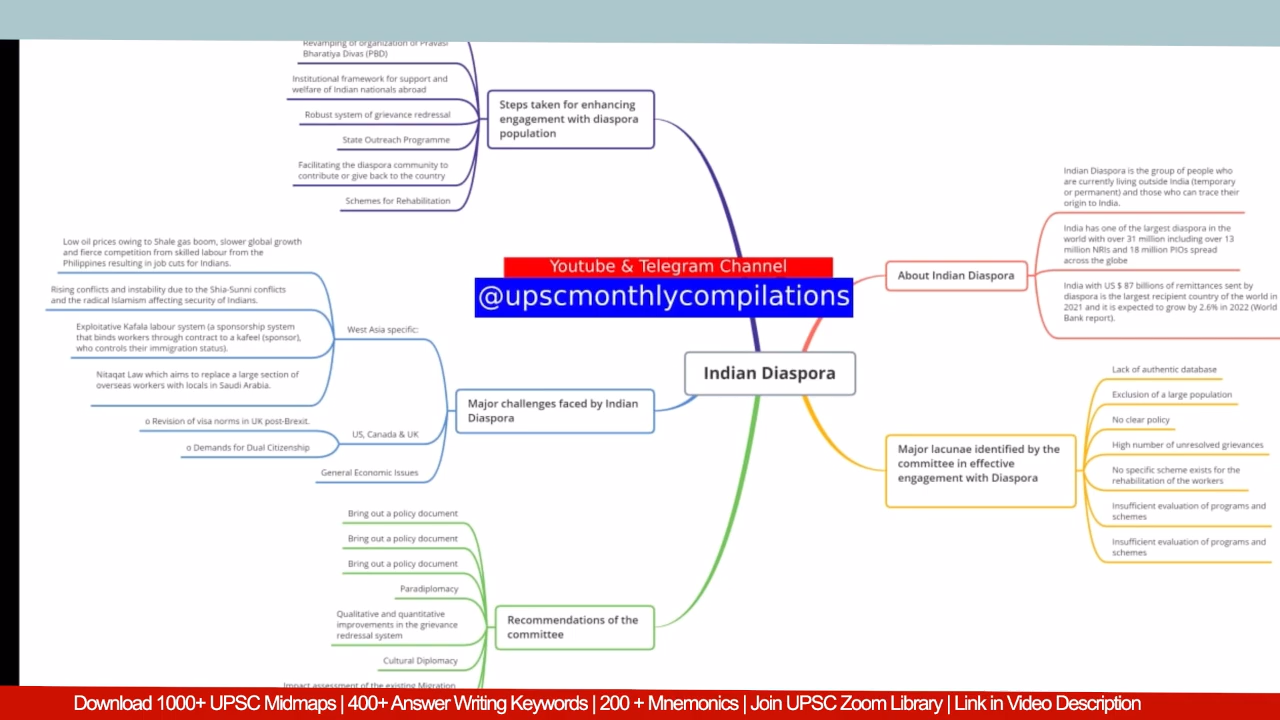 Revamping of organization of Pravasi
Bharatiya Divas (PBD)
Institutional framework for support and
welfare of Indian nationals abroad
Robust system of grievance redressal
State Outreach Programme
Facilitating the diaspora community to
contribute or give back to the country
Schemes for Rehabilitation
Steps taken for enhancing
engagement with diaspora
population
Low oil prices owing to Shale gas boom, slower global growth
and fierce competition from skilled labour from the
Philippines resulting in job cuts for Indians.
Rising conflicts and instability due to the Shia-Sunni conflicts
and the radical Islamism affecting security of Indians.
Exploitative Kafala labour system (a sponsorship system
that binds workers through contract to a kafeel (sponsor),
who controls their immigration status).
Nitaqat Law which aims to replace a large section of
overseas workers with locals in Saudi Arabia.
West Asia specific:
o Revision of visa norms in UK post-Brexit.
o Demands for Dual Citizenship
US, Canada & UK
General Economic Issues
Major challenges faced by Indian
Diaspora
Bring out a policy document
Bring out a policy document
Bring out a policy document
Paradiplomacy
Qualitative and quantitative
improvements in the grievance
redressal system
Cultural Diplomacy
Impact assessment of the existing Migration
Recommendations of the
committee
Youtube & Telegram Channel
@upscmonthlycompilations
Indian Diaspora
About Indian Diaspora
Indian Diaspora is the group of people who
are currently living outside India (temporary
or permanent) and those who can trace their
origin to India.
India has one of the largest diaspora in the
world with over 31 million including over 13
million NRIs and 18 million PIOs spread
across the globe
India with US $ 87 billions of remittances sent by
diaspora is the largest recipient country of the world in
2021 and it is expected to grow by 2.6% in 2022 (World
Bank report).
Major lacunae identified by the
committee in effective
engagement with Diaspora
Lack of authentic database
Exclusion of a large population
No clear policy
High number of unresolved grievances
No specific scheme exists for the
rehabilitation of the workers
Insufficient evaluation of programs and
schemes
Insufficient evaluation of programs and
schemes
Download 1000+ UPSC Midmaps | 400+ Answer Writing Keywords | 200 + Mnemonics | Join UPSC Zoom Library | Link in Video Description